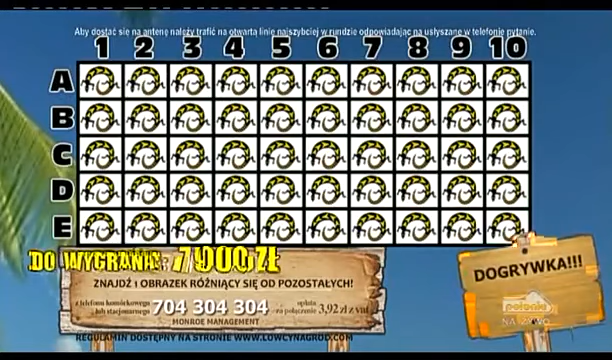 Aby dostać się na antenę należy trafić na otwartą linię najszybciej w rundzie odpowiadając na usłyszane w telefonie pytanie.
1 2 3 4 5 6 7 8 9 10
A
B
C
D
E
DO WYGRANIA: 7 900 ZŁ
ZNAJDŹ 1 OBRAZEK RÓŻNIĄCY SIĘ OD POZOSTAŁYCH!
z telefonu komórkowego lub stacjonarnego 704 304 304 opłata za połączenie 3,92 zł z vat
MONROE MANAGEMENT
REGULAMIN DOSTĘPNY NA STRONIE WWW.LOWCYNAGROD.COM
DOGRYWKA!!!
polonia
NA ŻYWO